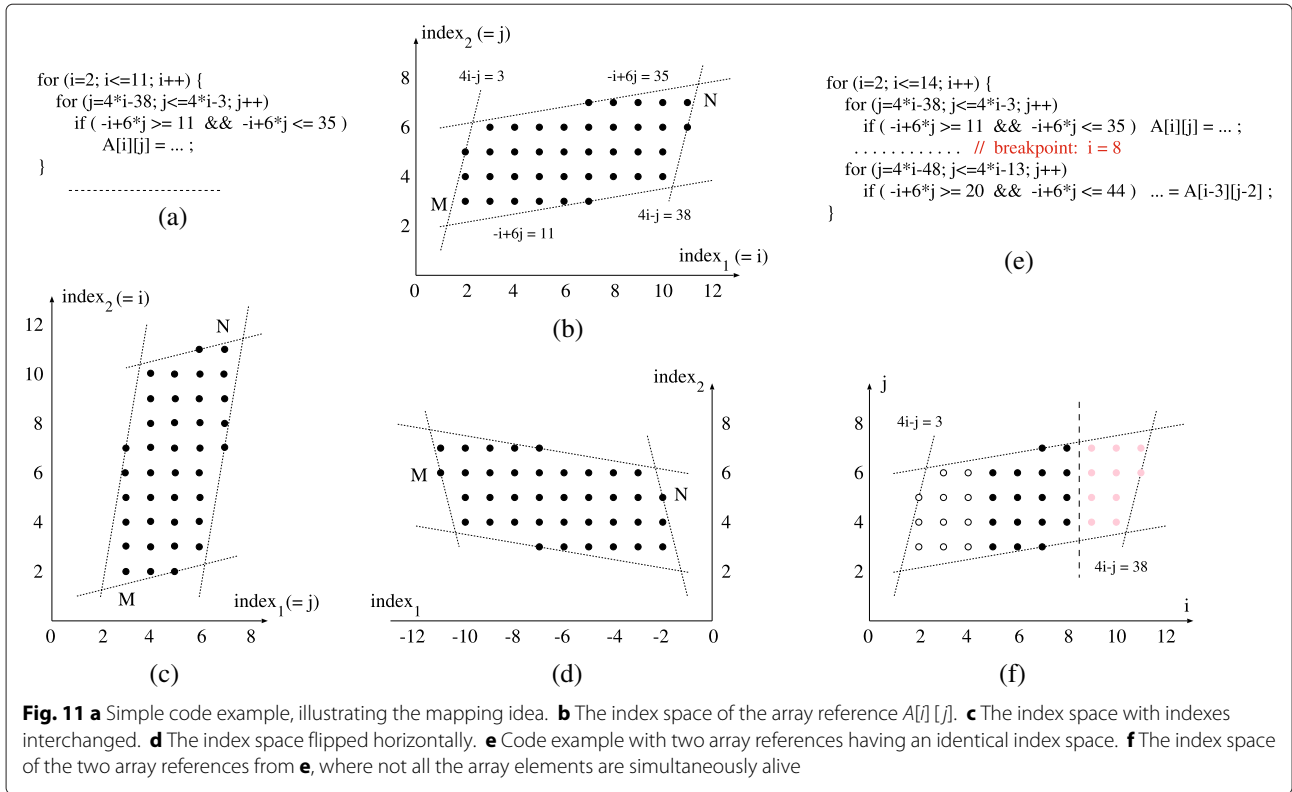 for (i=2; i<=11; i++) {
for (j=4*i-38; j<=4*i-3; j++)
if ( -i+6*j >= 11 && -i+6*j <= 35 )
A[i][j] = ... ;
}
(a)
index2 (= j)
8
6
4
2
4i-j = 3
-i+6j = 35
N
M
-i+6j = 11
4i-j = 38
index1 (= i)
0 2 4 6 8 10 12
(b)
for (i=2; i<=14; i++) {
for (j=4*i-38; j<=4*i-3; j++)
if ( -i+6*j >= 11 && -i+6*j <= 35 ) A[i][j] = ... ;
. . . . . . . . . . . . // breakpoint: i = 8
for (j=4*i-48; j<=4*i-13; j++)
if ( -i+6*j >= 20 && -i+6*j <= 44 ) ... = A[i-3][j-2] ;
}
(e)
index2 (= i)
12
10
8
6
4
2
N
M
index1 (= j)
0 2 4 6 8
(c)
index2
8
6
4
2
M
N
index1
-12 -10 -8 -6 -4 -2 0
(d)
j
8
6
4
2
4i-j = 3
4i-j = 38
i
0 2 4 6 8 10 12
(f)
Fig. 11 a Simple code example, illustrating the mapping idea. b The index space of the array reference A[i] [j]. c The index space with indexes
interchanged. d The index space flipped horizontally. e Code example with two array references having an identical index space. f The index space
of the two array references from e, where not all the array elements are simultaneously alive